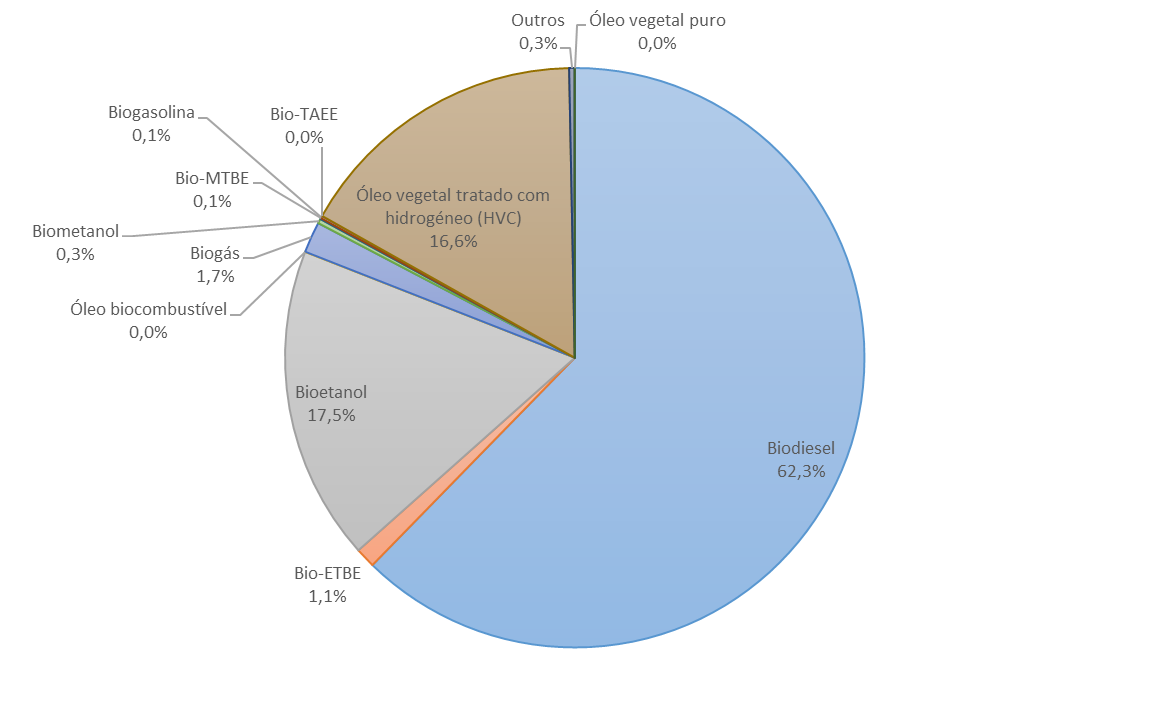 Outros
0,3%
Óleo vegetal puro
0,0%
Biogasolina
0,1%
Bio-TAEE
0,0%
Bio-MTBE
0,1%
Óleo vegetal tratado com
hidrogéneo (HVC)
16,6%
Biometanol
0,3%
Biogás
1,7%
Óleo biocombustível
0,0%
Bioetanol
17,5%
Biodiesel
62,3%
Bio-ETBE
1,1%